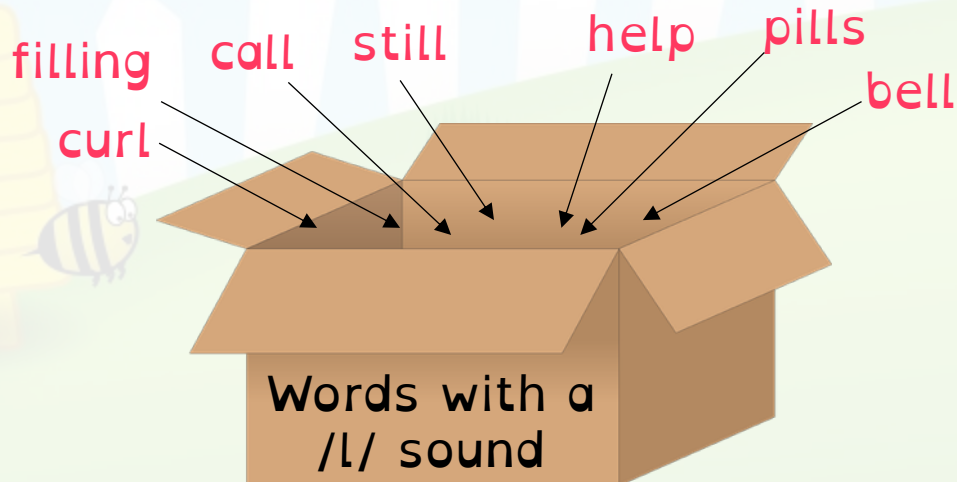 filling
call
still
help
pills
bell
curl
Words with a
/l/ sound